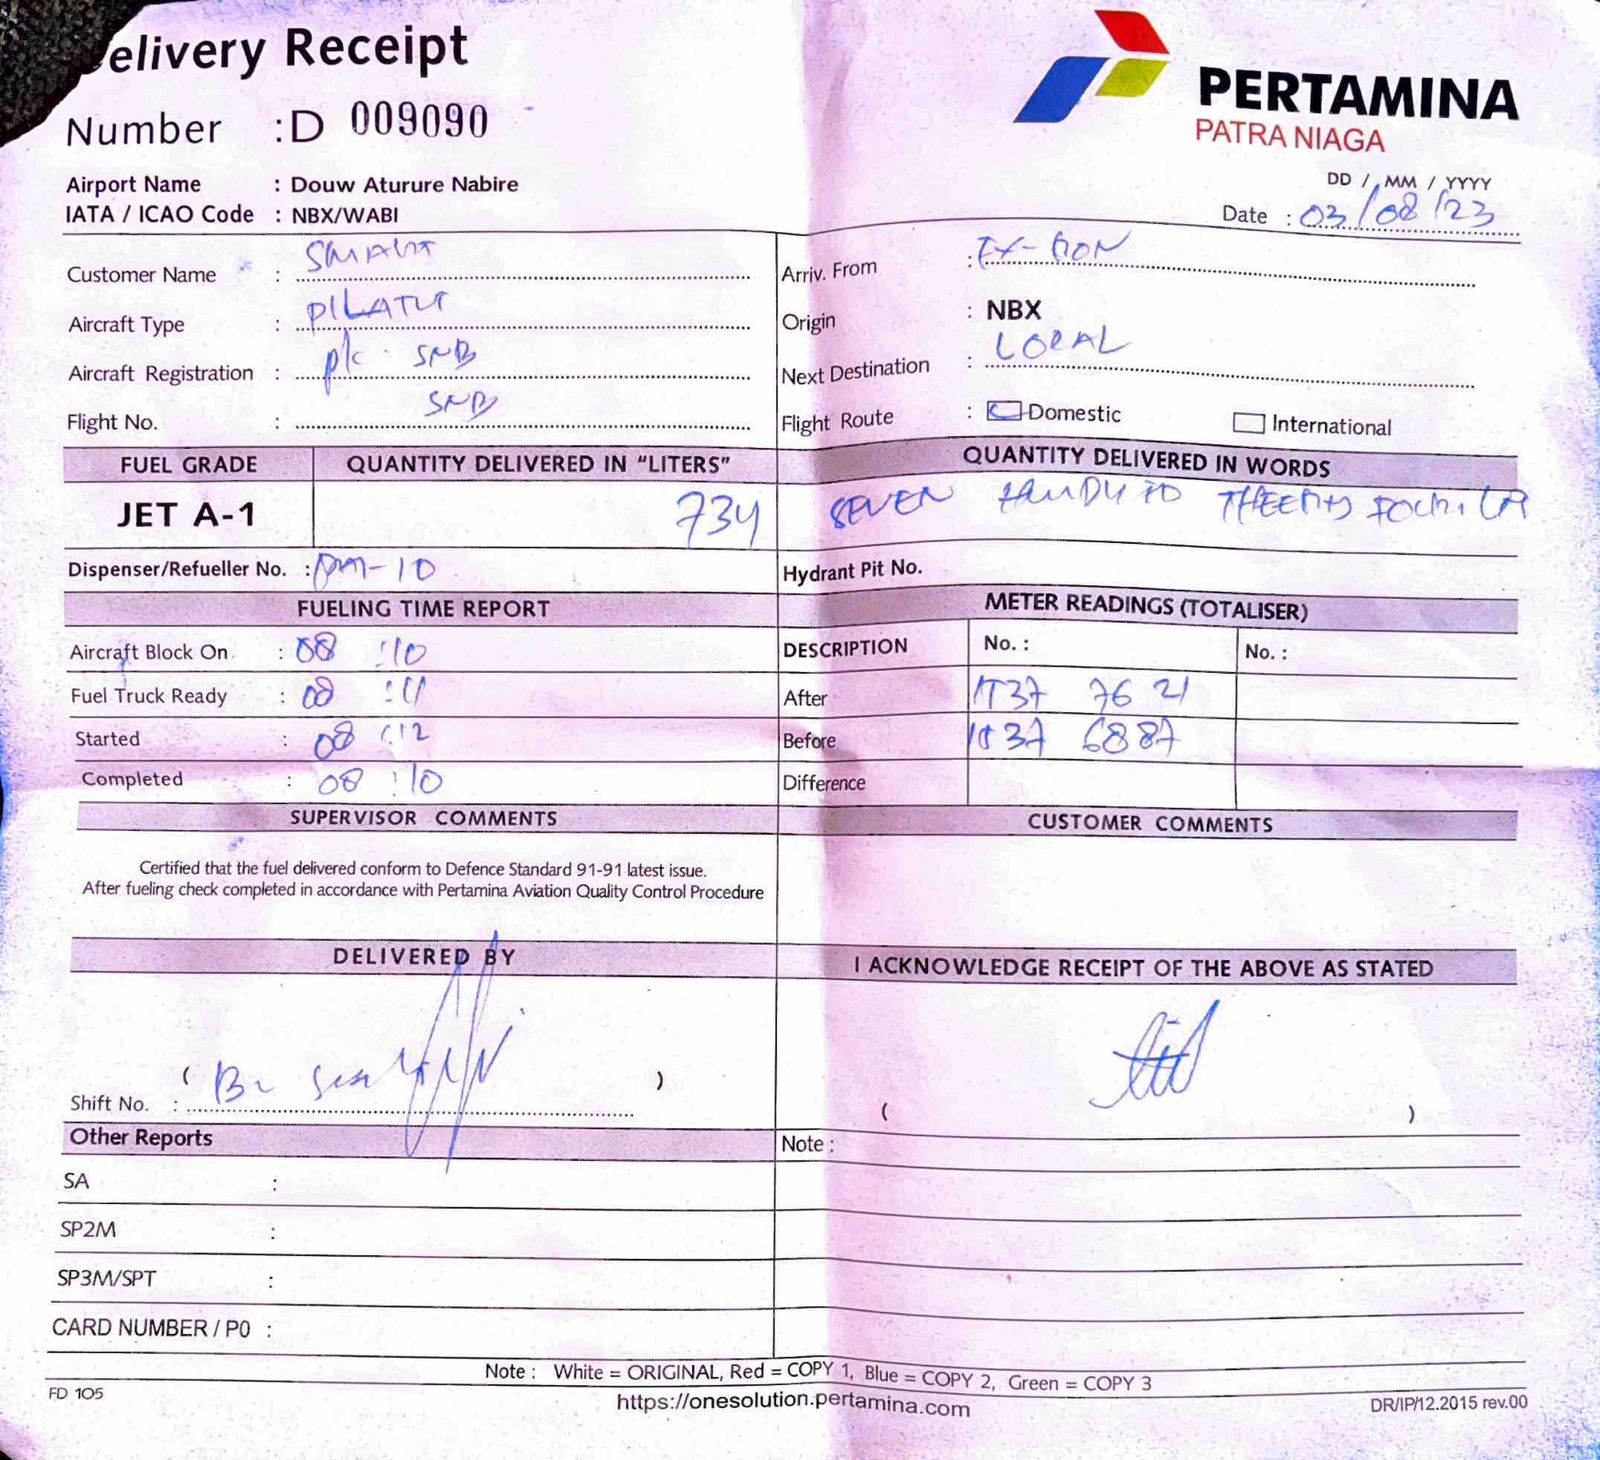 elivery Receipt
Number :D 009090
PERTAMINA
PATRA NIAGA
Airport Name : Douw Aturure Nabire
IATA / ICAO Code : NBX/WABI
DD / MM / YYYY
Date : 03/08/23
Customer Name : SMART
Arriv. From :
Aircraft Type : PILATUS
Origin : NBX
Aircraft Registration : pk - SNB
Next Destination : LOCAL
Flight No. : SNB
Flight Route : Domestic International
FUEL GRADE QUANTITY DELIVERED IN "LITERS" QUANTITY DELIVERED IN WORDS
JET A-1 734 SEVEN
Dispenser/Refueller No. :
Hydrant Pit No.
FUELING TIME REPORT METER READINGS (TOTALISER)
Aircraft Block On : 08 :10
DESCRIPTION No. : No. :
Fuel Truck Ready : 08 :11
After 7621
Started : 08 :12
Before 6887
Completed : 08 :10
Difference
SUPERVISOR COMMENTS CUSTOMER COMMENTS
Certified that the fuel delivered conform to Defence Standard 91-91 latest issue.
After fueling check completed in accordance with Pertamina Aviation Quality Control Procedure
DELIVERED BY I ACKNOWLEDGE RECEIPT OF THE ABOVE AS STATED
( )
Shift No. :
( )
Other Reports Note :
SA :
SP2M :
SP3M/SPT :
CARD NUMBER / P0 :
Note : White = ORIGINAL, Red = COPY 1, Blue = COPY 2, Green = COPY 3
FD 105 https://onesolution.pertamina.com DR/IP/12.2015 rev.00